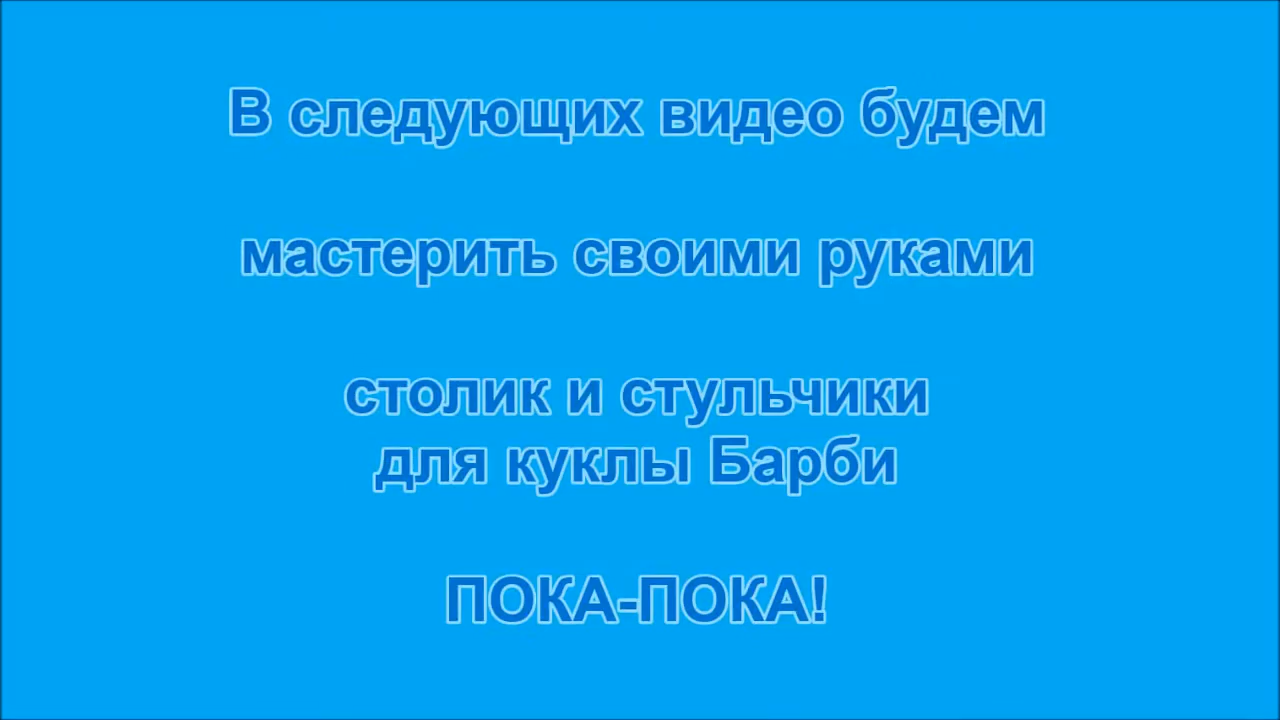 В следующих видео будем
мастерить своими руками
столик и стульчики
для куклы Барби
ПОКА-ПОКА!